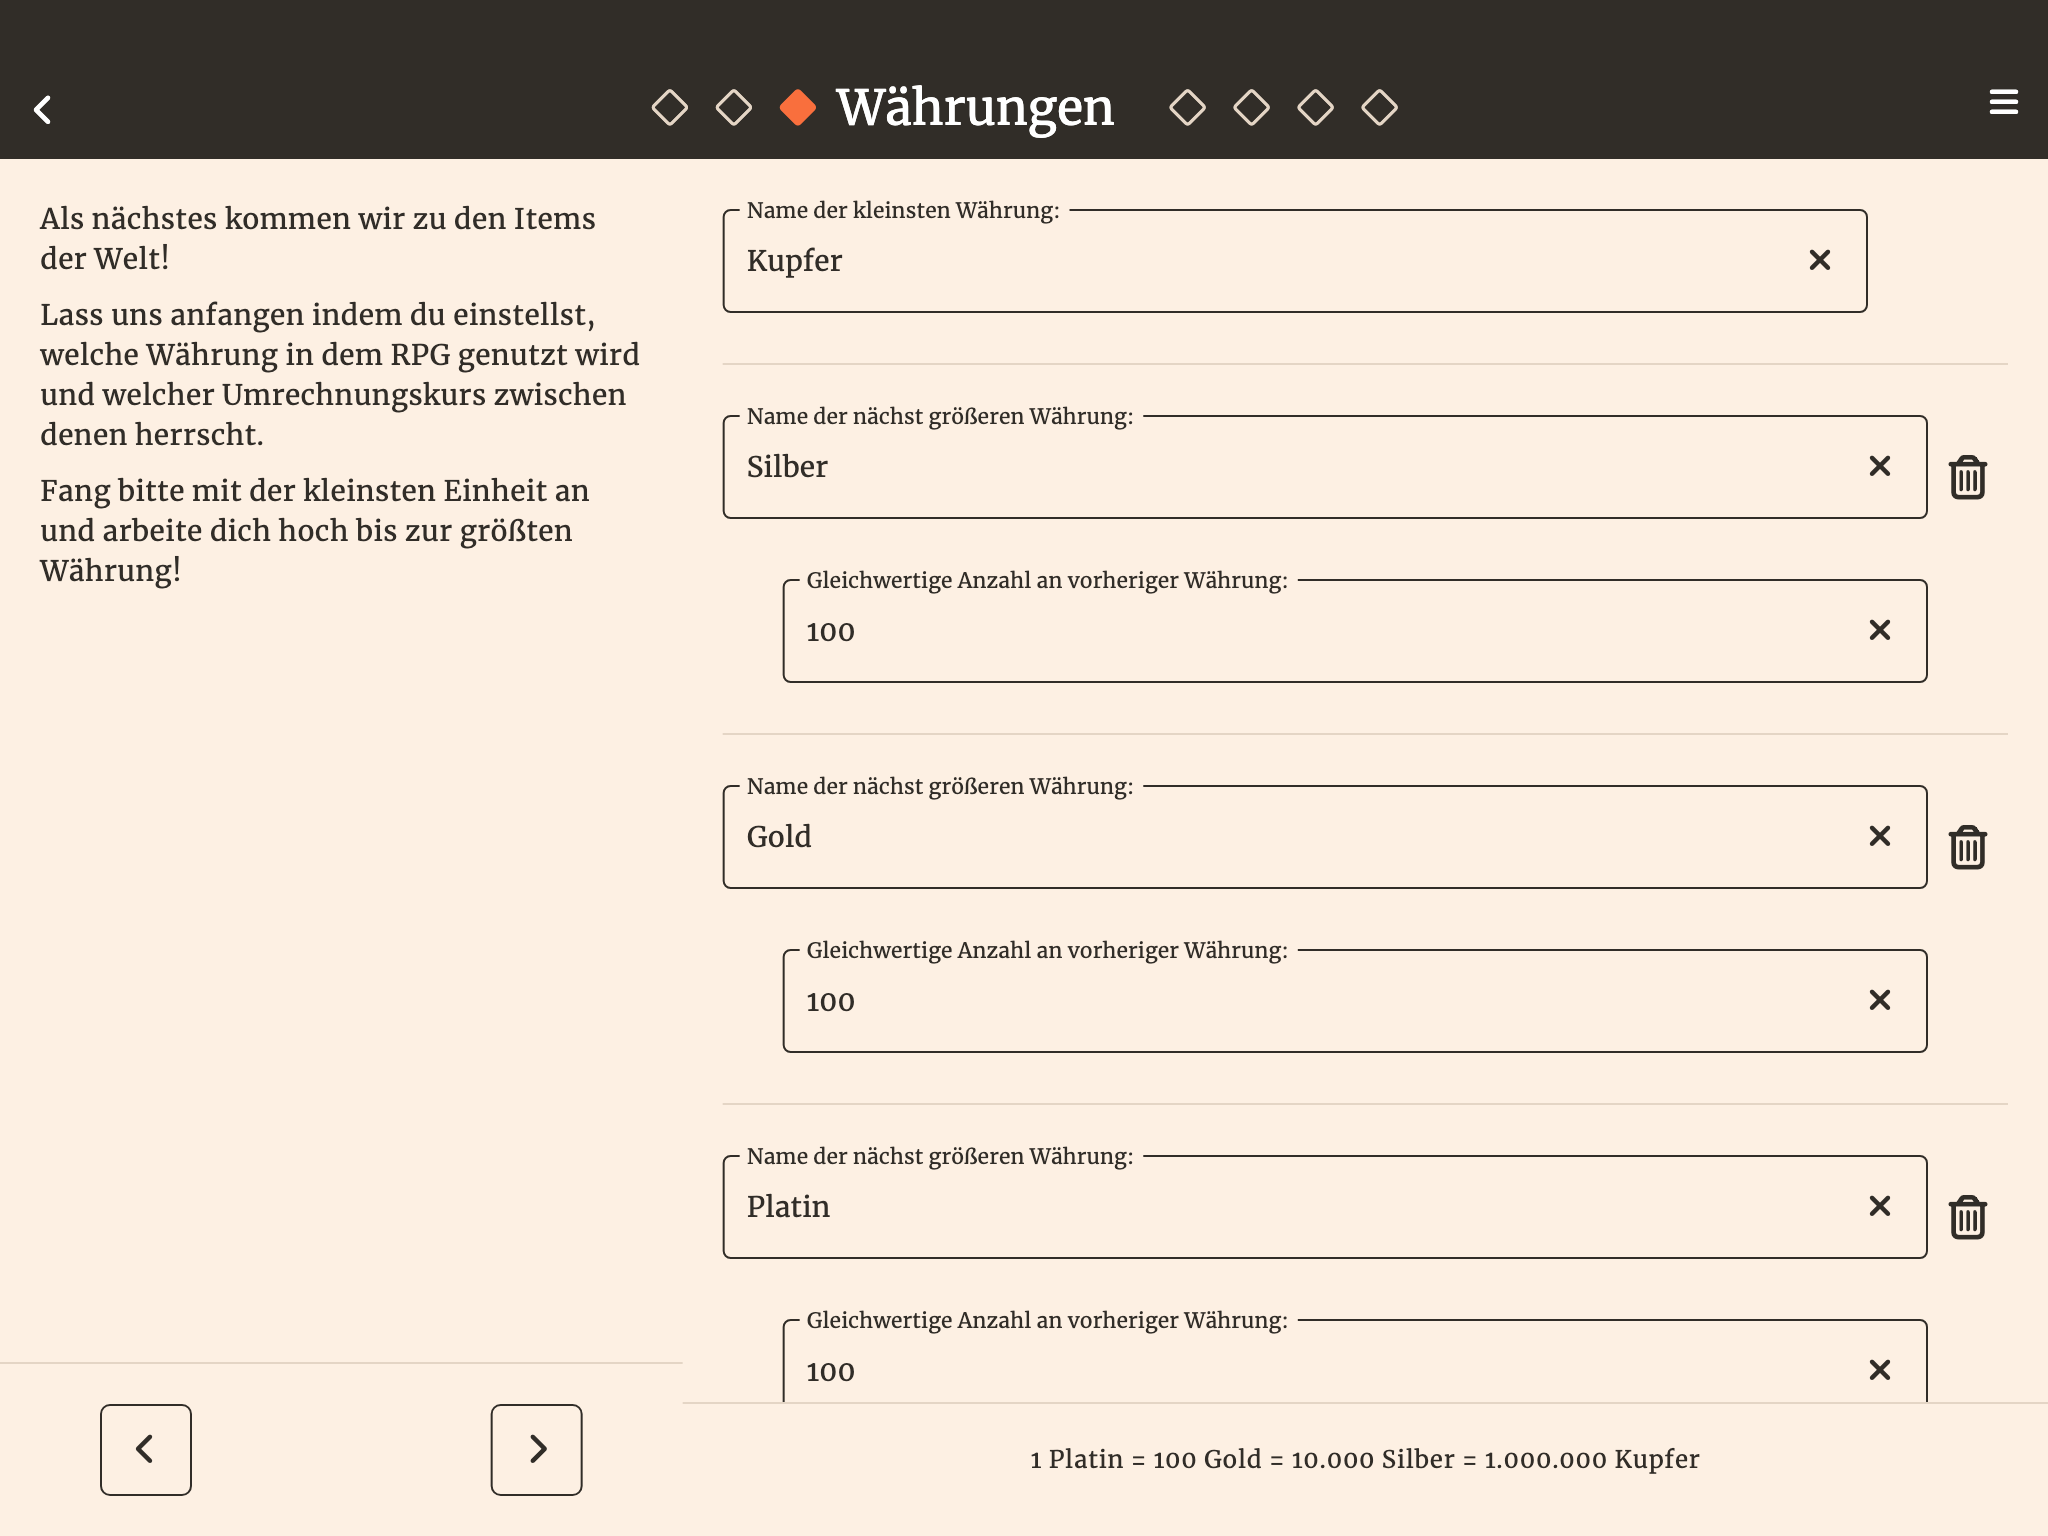 Währungen
Als nächstes kommen wir zu den Items
der Welt!
Lass uns anfangen indem du einstellst,
welche Währung in dem RPG genutzt wird
und welcher Umrechnungskurs zwischen
denen herrscht.
Fang bitte mit der kleinsten Einheit an
und arbeite dich hoch bis zur größten
Währung!
Name der kleinsten Währung:
Kupfer
Name der nächst größeren Währung:
Silber
Gleichwertige Anzahl an vorheriger Währung:
100
Name der nächst größeren Währung:
Gold
Gleichwertige Anzahl an vorheriger Währung:
100
Name der nächst größeren Währung:
Platin
Gleichwertige Anzahl an vorheriger Währung:
100
1 Platin = 100 Gold = 10.000 Silber = 1.000.000 Kupfer